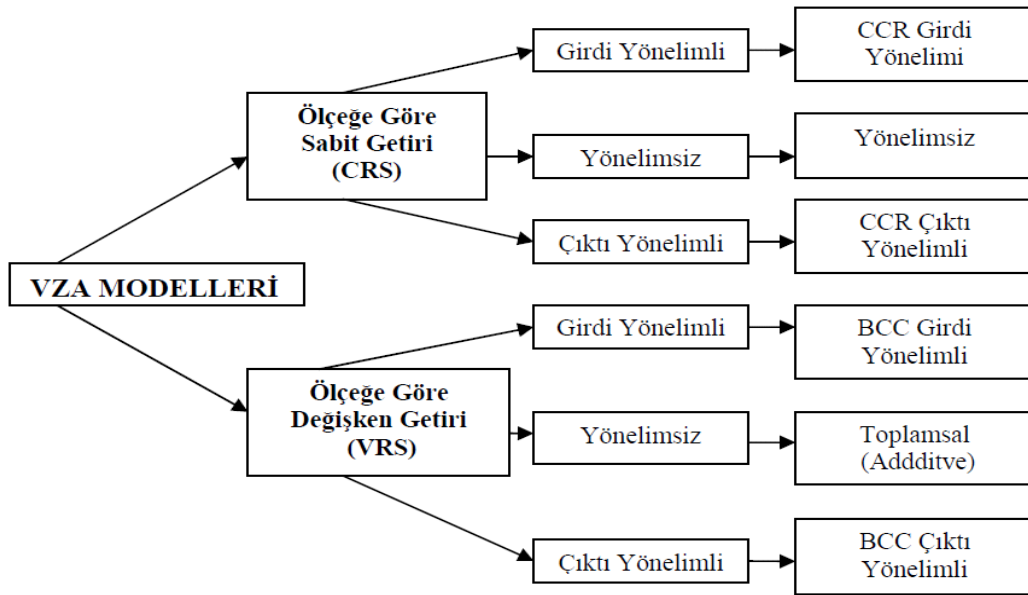 VZA MODELLERİ
Ölçeğe Göre
Sabit Getiri
(CRS)
Girdi Yönelimli
CCR Girdi
Yönelimi
Yönelimsiz
Yönelimsiz
Çıktı Yönelimli
CCR Çıktı
Yönelimli
Ölçeğe Göre
Değişken Getiri
(VRS)
Girdi Yönelimli
BCC Girdi
Yönelimli
Yönelimsiz
Toplamsal
(Addditve)
Çıktı Yönelimli
BCC Çıktı
Yönelimli